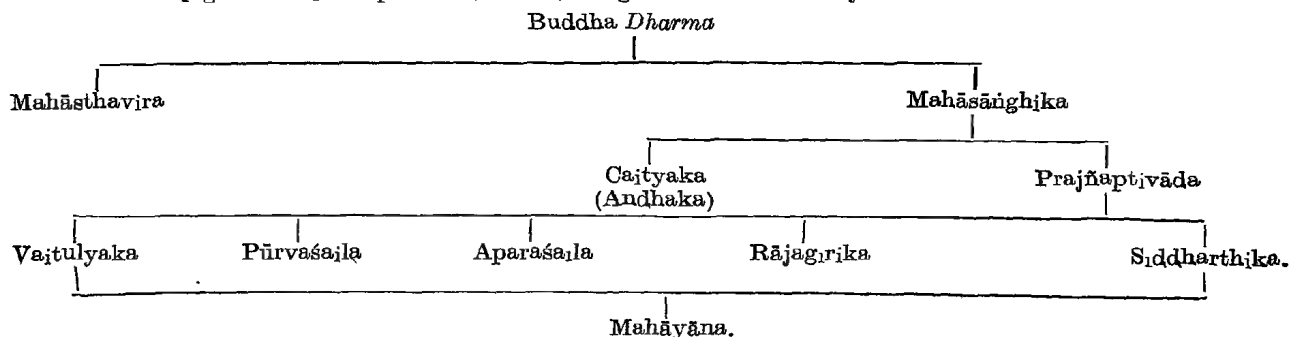 Buddha Dharma
Mahāsthavira Mahāsāṅghika
Caityaka Prajñaptivāda
(Andhaka)
Vaitulyaka Pūrvaśaila Aparaśaila Rājagirika Siddharthika.
Mahāyāna.